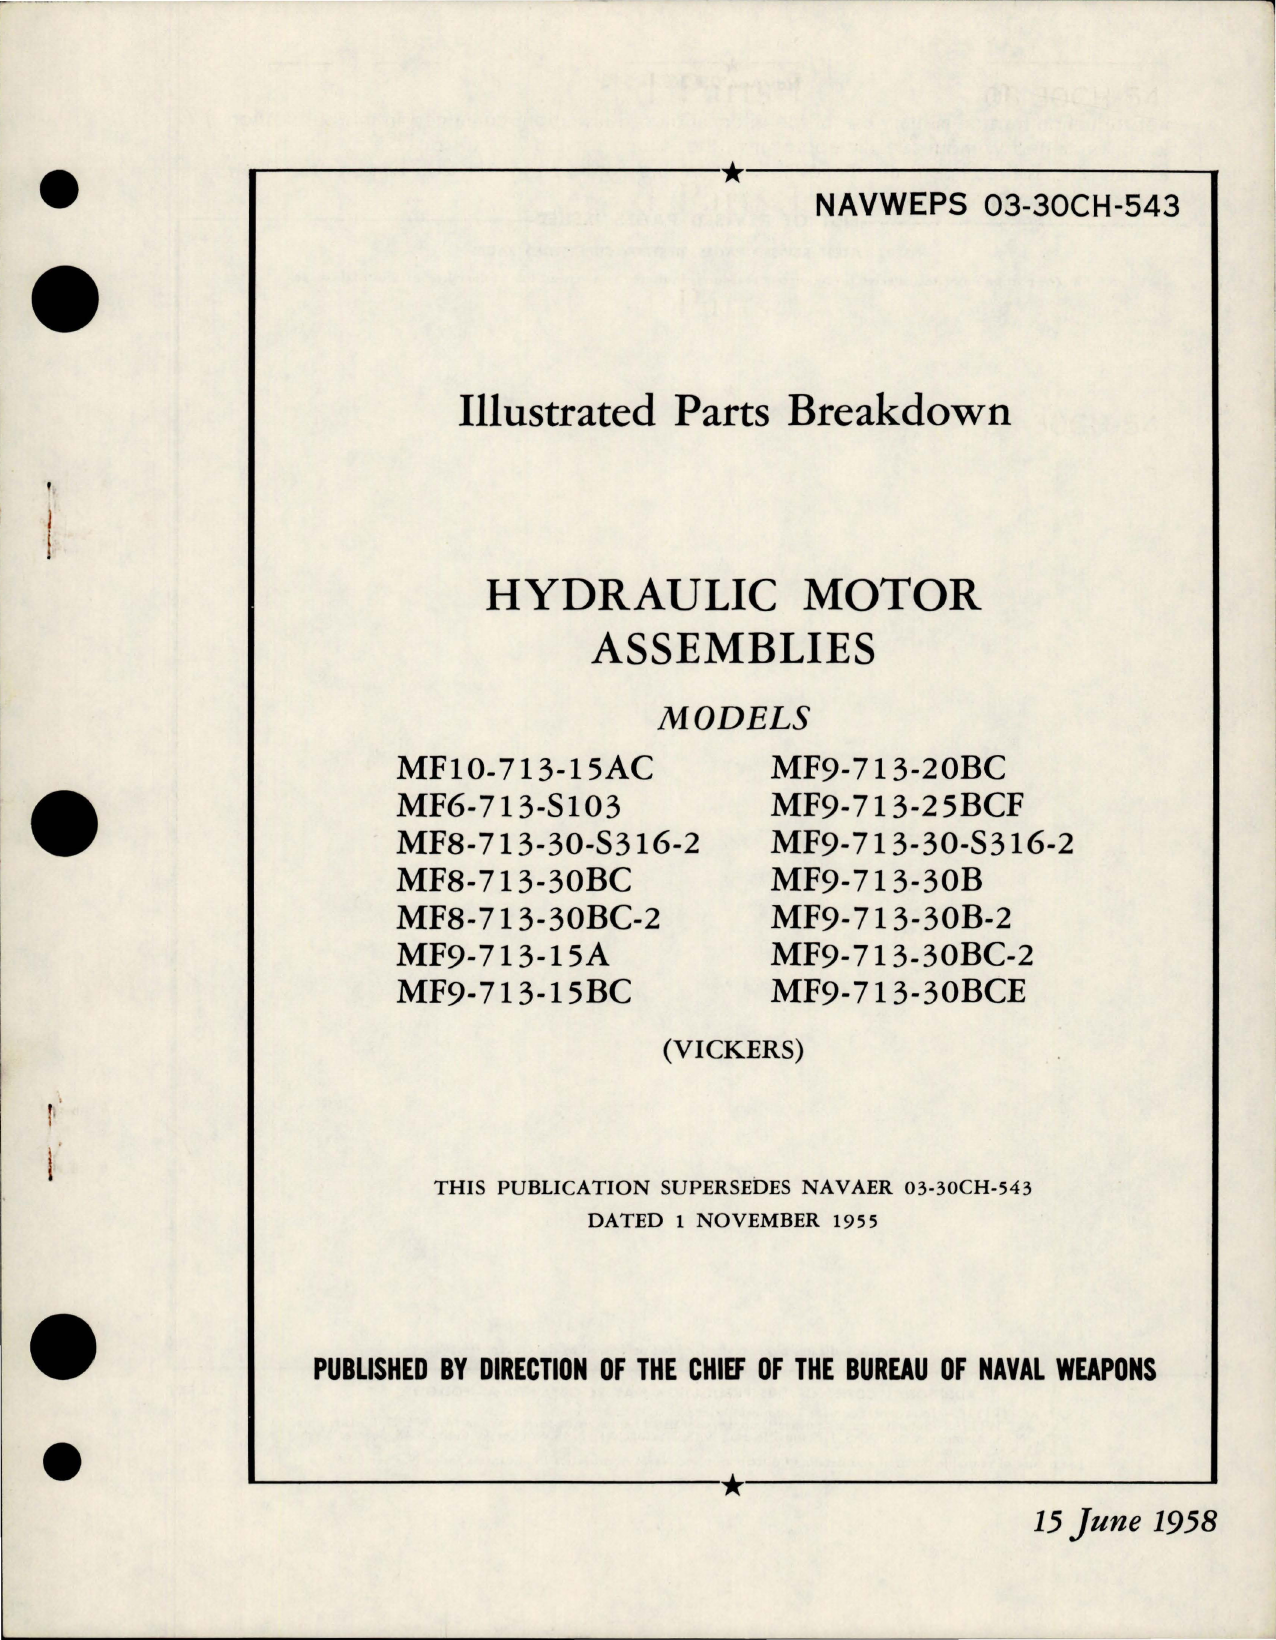 NAVWEPS 03-30CH-543
Illustrated Parts Breakdown
HYDRAULIC MOTOR
ASSEMBLIES
MODELS
MF10-713-15AC
MF6-713-S103
MF8-713-30-S316-2
MF8-713-30BC
MF8-713-30BC-2
MF9-713-15A
MF9-713-15BC
MF9-713-20BC
MF9-713-25BCF
MF9-713-30-S316-2
MF9-713-30B
MF9-713-30B-2
MF9-713-30BC-2
MF9-713-30BCE
(VICKERS)
THIS PUBLICATION SUPERSEDES NAVAER 03-30CH-543
DATED 1 NOVEMBER 1955
PUBLISHED BY DIRECTION OF THE CHIEF OF THE BUREAU OF NAVAL WEAPONS
15 June 1958